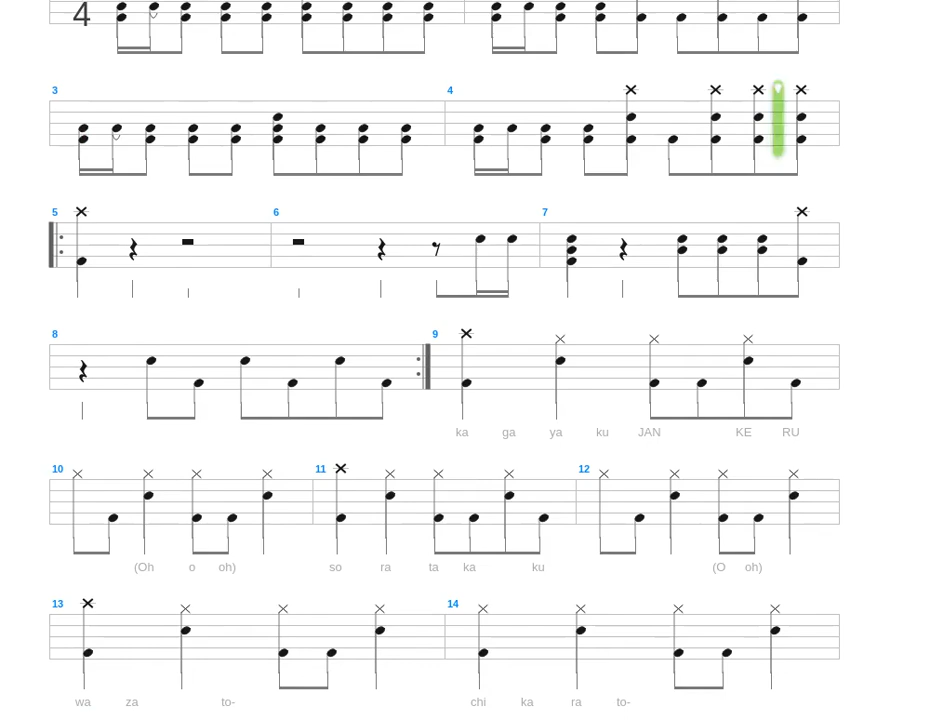 4
3 4
5 6 7
8 9
ka ga ya ku JAN KE RU
10 11 12
(Oh o oh) so ra ta ka ku (O oh)
13 14
wa za to- chi ka ra to-